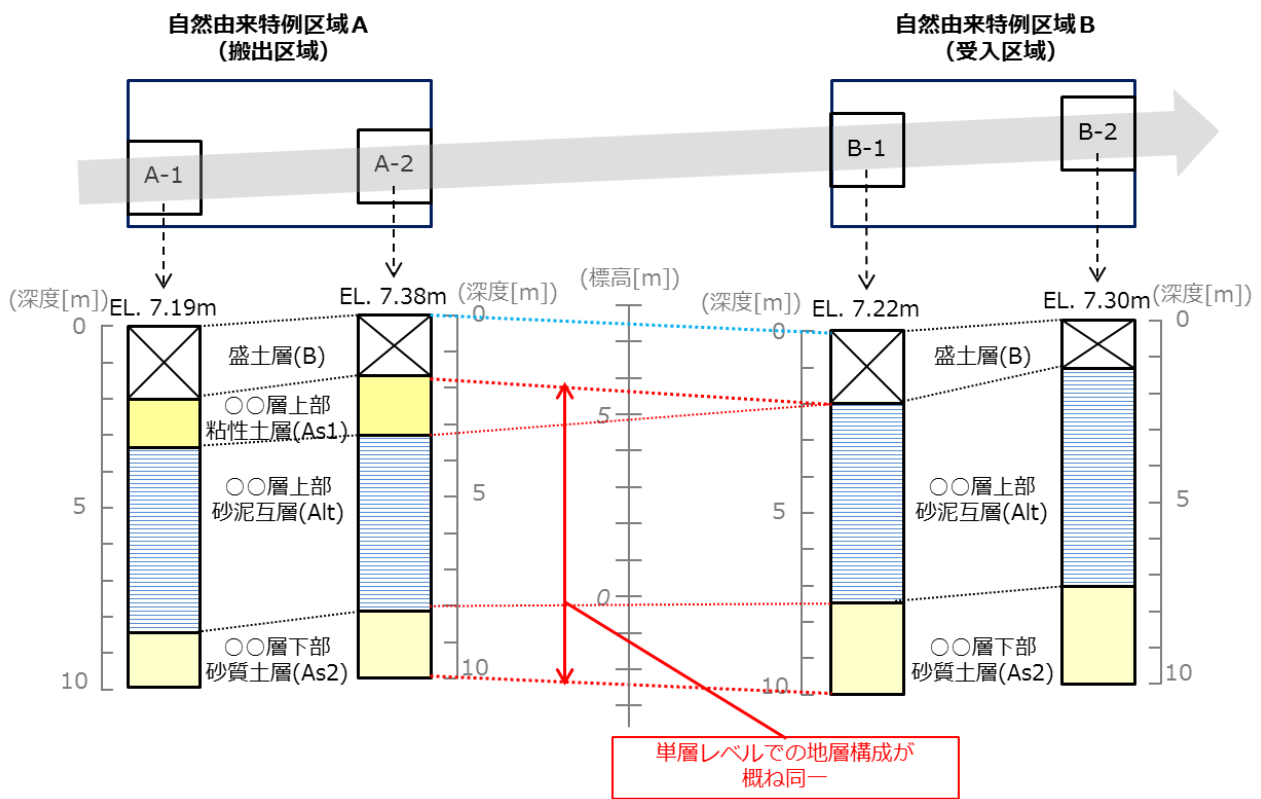 自然由来特例区域A
（搬出区域）
自然由来特例区域B
（受入区域）
A-1
A-2
B-1
B-2
(深度[m])
EL. 7.19m
EL. 7.38m
(深度[m])
(標高[m])
(深度[m])
EL. 7.22m
EL. 7.30m
(深度[m])
0
0
0
0
盛土層(B)
盛土層(B)
○○層上部
粘性土層(As1)
5
○○層上部
砂泥互層(Alt)
○○層上部
砂泥互層(Alt)
5
5
5
5
0
○○層下部
砂質土層(As2)
○○層下部
砂質土層(As2)
10
10
10
10
単層レベルでの地層構成が
概ね同一